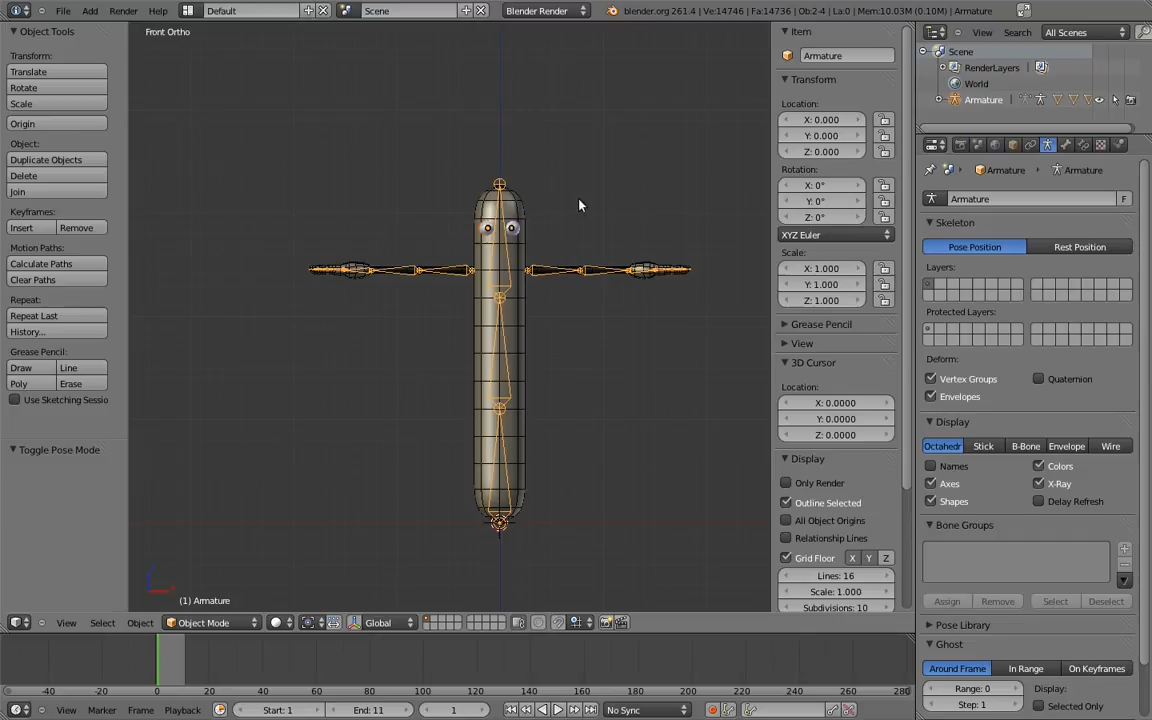 File Add Render Help Default Scene Blender Render blender.org 261.4 Ve:14746 | Fa:14736 | Ob:2-4 | La:0 | Mem:10.03M (0.10M) | Armature
Object Tools
Transform:
Translate
Rotate
Scale
Origin
Object:
Duplicate Objects
Delete
Join
Keyframes:
Insert Remove
Motion Paths:
Calculate Paths
Clear Paths
Repeat:
Repeat Last
History...
Grease Pencil:
Draw Line
Poly Erase
Use Sketching Sessio
Toggle Pose Mode
Front Ortho
(1) Armature
View Select Object Object Mode Global
Item
Armature
Transform
Location:
X: 0.000
Y: 0.000
Z: 0.000
Rotation:
X: 0°
Y: 0°
Z: 0°
XYZ Euler
Scale:
X: 1.000
Y: 1.000
Z: 1.000
Grease Pencil
View
3D Cursor
Location:
X: 0.0000
Y: 0.0000
Z: 0.0000
Display
Only Render
Outline Selected
All Object Origins
Relationship Lines
Grid Floor X Y Z
Lines: 16
Scale: 1.000
Subdivisions: 10
View Search All Scenes
Scene
RenderLayers |
World
Armature
Armature Armature
Armature F
Skeleton
Pose Position Rest Position
Layers:
Protected Layers:
Deform:
Vertex Groups Quaternion
Envelopes
Display
Octahedr Stick B-Bone Envelope Wire
Names Colors
Axes X-Ray
Shapes Delay Refresh
Bone Groups
Assign Remove Select Deselect
Pose Library
Ghost
Around Frame In Range On Keyframes
Range: 0 Display:
Step: 1 Selected Only
-40 -20 0 20 40 60 80 100 120 140 160 180 200 220 240 260 280
View Marker Frame Playback Start: 1 End: 11 1 No Sync